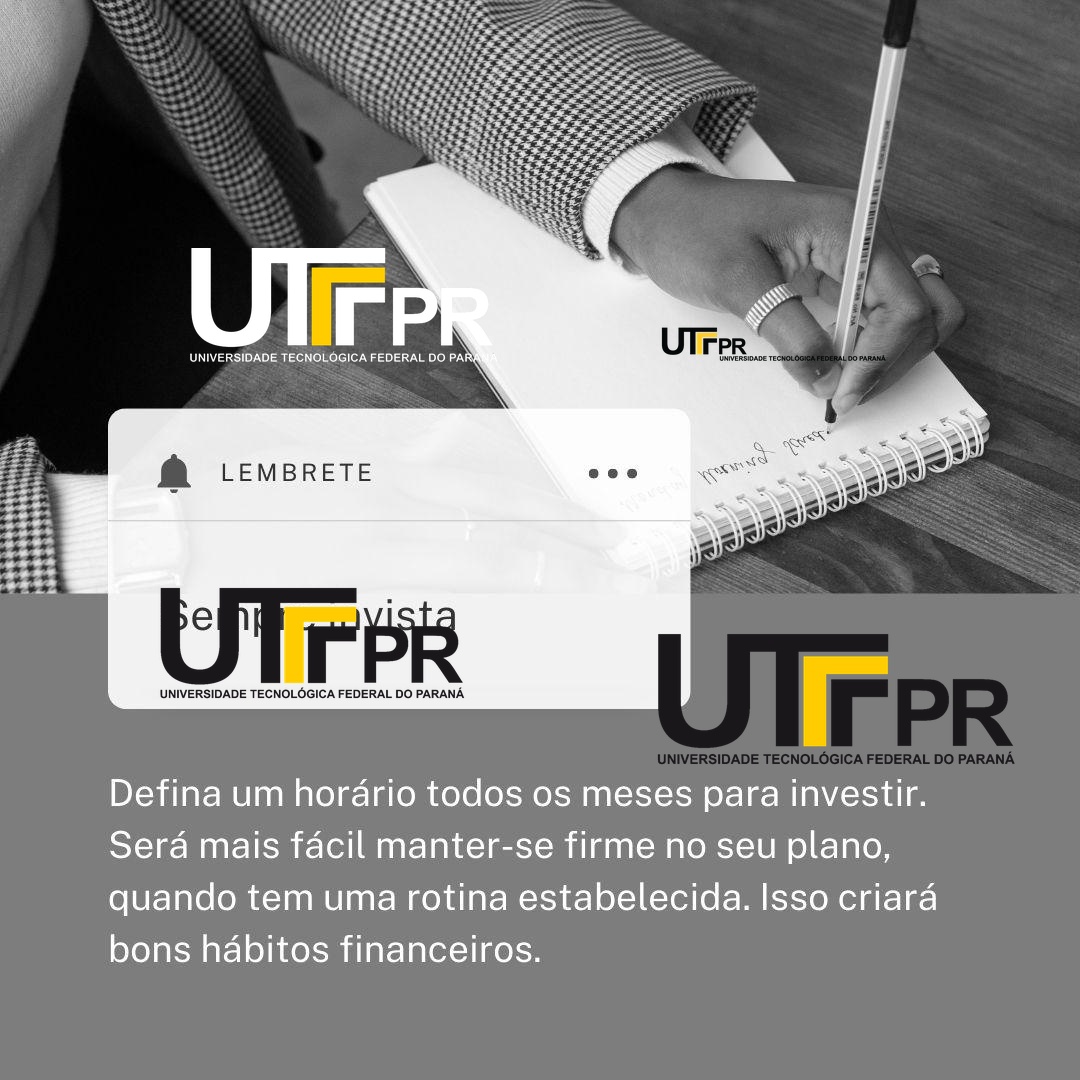 UTFPR
UNIVERSIDADE TECNOLÓGICA FEDERAL DO PARANÁ
UTFPR
UNIVERSIDADE TECNOLÓGICA FEDERAL DO PARANÁ
LEMBRETE
Sempre invista
UTFPR
UNIVERSIDADE TECNOLÓGICA FEDERAL DO PARANÁ
UTFPR
UNIVERSIDADE TECNOLÓGICA FEDERAL DO PARANÁ
Defina um horário todos os meses para investir.
Será mais fácil manter-se firme no seu plano,
quando tem uma rotina estabelecida. Isso criará
bons hábitos financeiros.